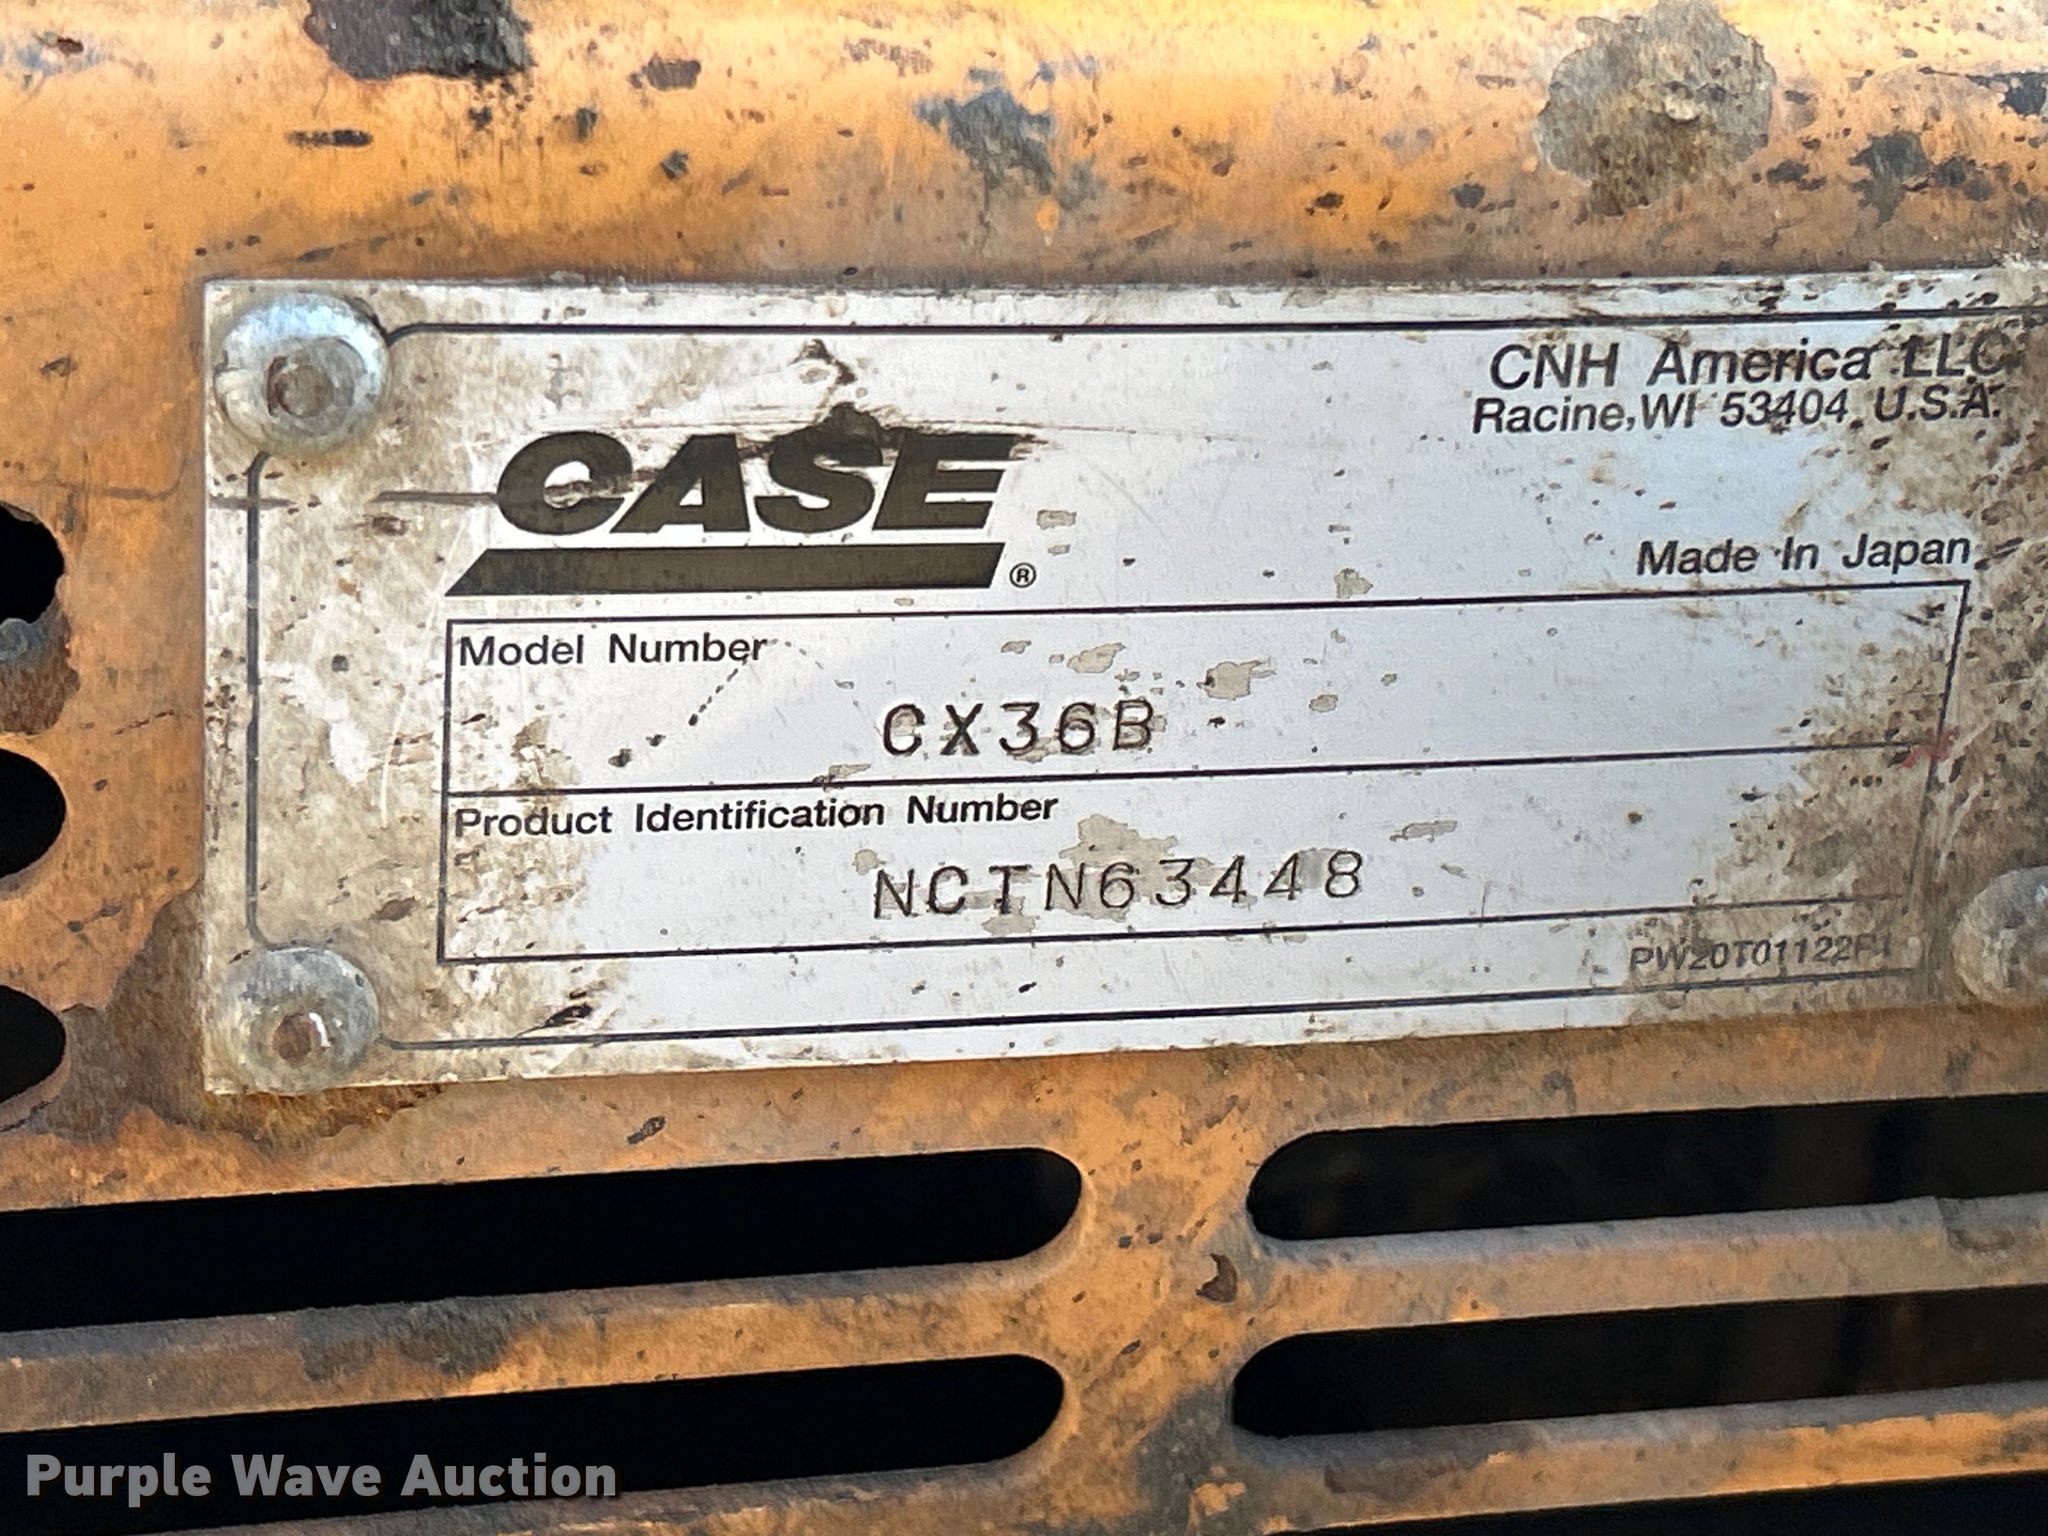 CNH America LLC
Racine, WI 53404 U.S.A.
CASE®
Made In Japan
Model Number
CX36B
Product Identification Number
NCTN63448
PW20T01122P1
Purple Wave Auction